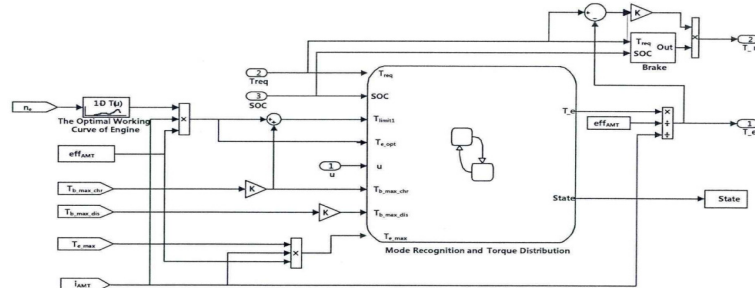 K
2
T_
Treq
SOC
Out
Brake
2
Treq
3
SOC
Treq
SOC
Tlimit1
Te_opt
u
Tb_max_chr
Tb_max_dis
Te_max
T_e
State
Mode Recognition and Torque Distribution
ne
1D T(u)
The Optimal Working
Curve of Engine
effAMT
1
u
Tb_max_chr
K
Tb_max_dis
K
Te_max
iAMT
effAMT
1
T_e
State